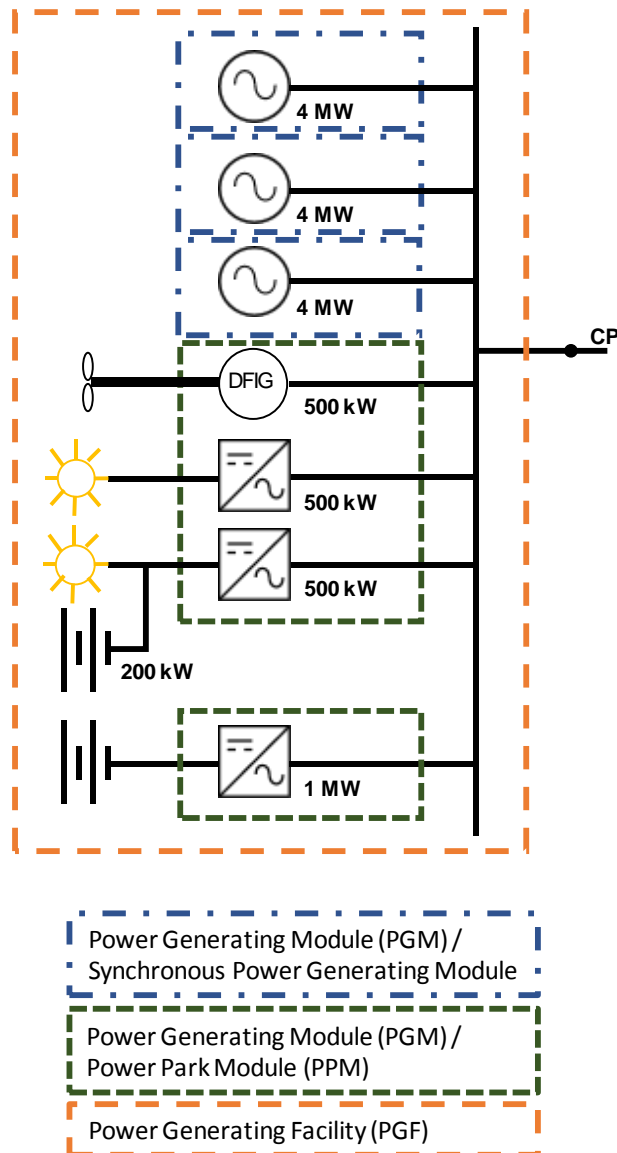 4 MW
4 MW
4 MW
CP
DFIG
500 kW
500 kW
500 kW
200 kW
1 MW
Power Generating Module (PGM) /
Synchronous Power Generating Module
Power Generating Module (PGM) /
Power Park Module (PPM)
Power Generating Facility (PGF)